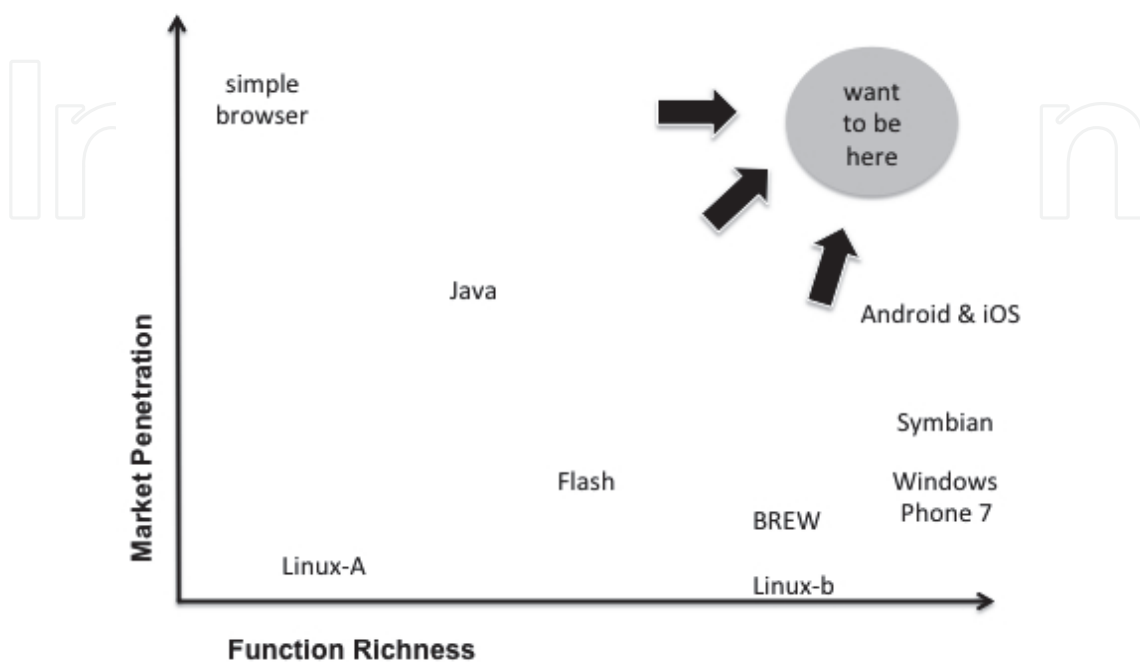 simple
browser
want
to be
here
Java
Android & iOS
Symbian
Flash
Windows
Phone 7
BREW
Linux-A
Linux-b
Market Penetration
Function Richness